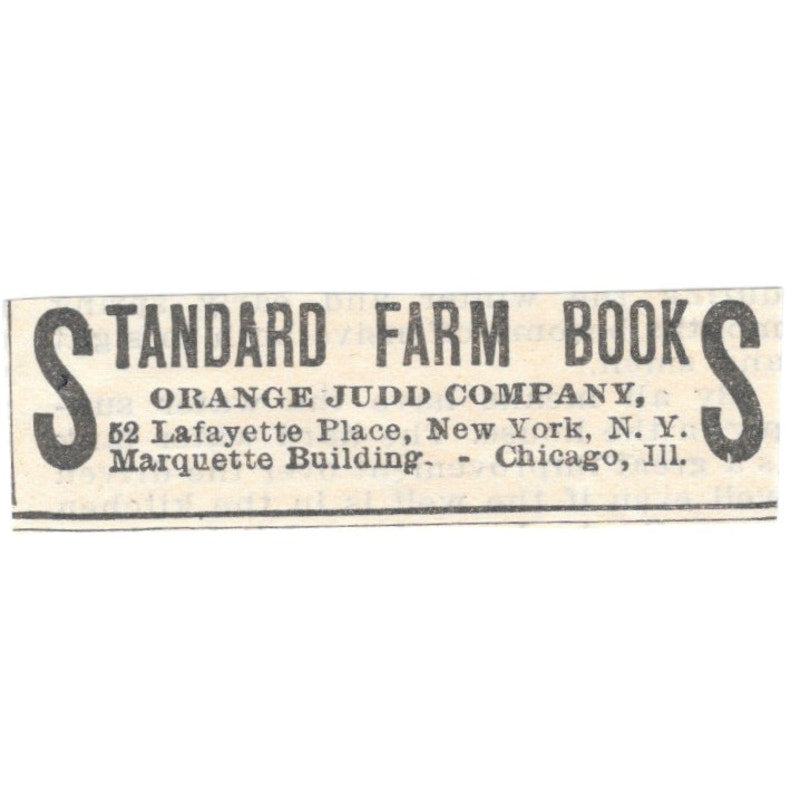 STANDARD FARM BOOKS
ORANGE JUDD COMPANY,
52 Lafayette Place, New York, N. Y.
Marquette Building. - Chicago, Ill.